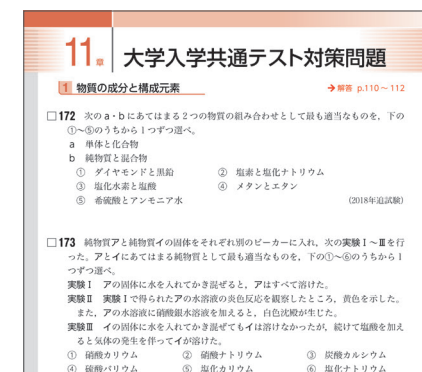 11章 大学入学共通テスト対策問題
1 物質の成分と構成元素 →解答 p.110〜112
□172 次のa・bにあてはまる2つの物質の組み合わせとして最も適当なものを，下の
①〜⑤のうちから1つずつ選べ。
a 単体と化合物
b 純物質と混合物
① ダイヤモンドと黒鉛 ② 塩素と塩化ナトリウム
③ 塩化水素と塩酸 ④ メタンとエタン
⑤ 希硫酸とアンモニア水 (2018年追試験)
□173 純物質アと純物質イの固体をそれぞれ別のビーカーに入れ，次の実験Ⅰ〜Ⅲを行
った。アとイにあてはまる純物質として最も適当なものを，下の①〜⑥のうちから1
つずつ選べ。
実験Ⅰ アの固体に水を入れてかき混ぜると，アはすべて溶けた。
実験Ⅱ 実験Ⅰで得られたアの水溶液の炎色反応を観察したところ，黄色を示した。
また，アの水溶液に硝酸銀水溶液を加えると，白色沈殿が生じた。
実験Ⅲ イの固体に水を入れてかき混ぜてもイは溶けなかったが，続けて塩酸を加え
ると気体の発生を伴ってイが溶けた。
① 硝酸カリウム ② 硝酸ナトリウム ③ 炭酸カルシウム
④ 硫酸バリウム ⑤ 塩化カリウム ⑥ 塩化ナトリウム